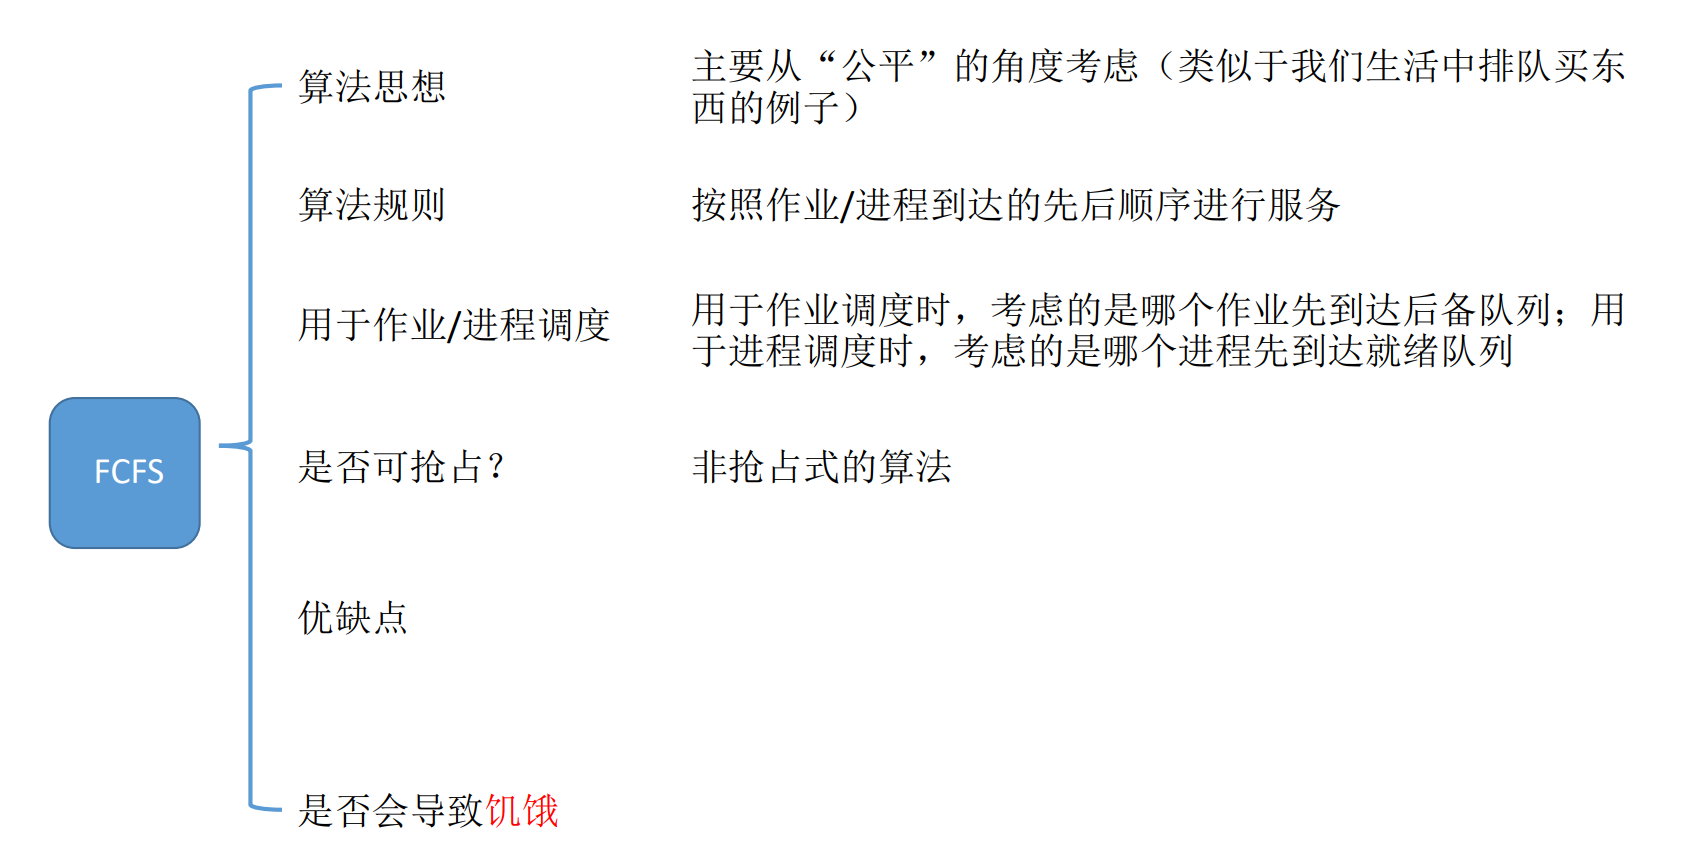 算法思想
主要从“公平”的角度考虑（类似于我们生活中排队买东
西的例子）
算法规则
按照作业/进程到达的先后顺序进行服务
用于作业/进程调度
用于作业调度时，考虑的是哪个作业先到达后备队列；用
于进程调度时，考虑的是哪个进程先到达就绪队列
FCFS
是否可抢占？
非抢占式的算法
优缺点
是否会导致饥饿